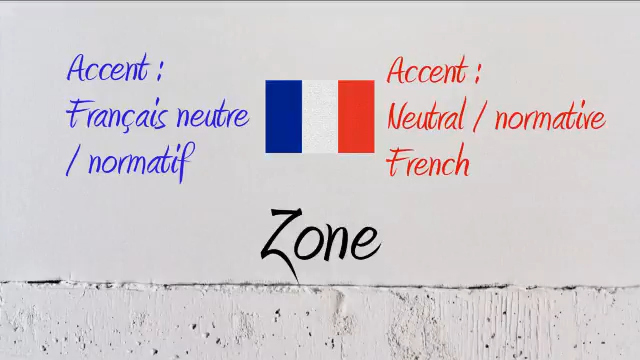 Accent :
Français neutre
/ normatif
Accent :
Neutral / normative
French
Zone